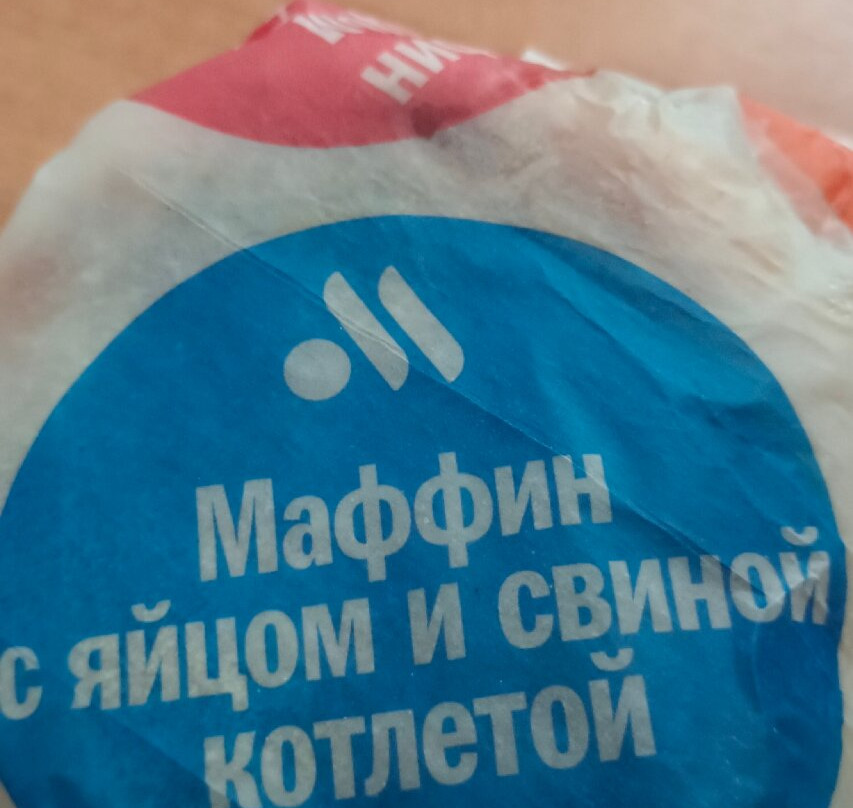 Маффин
с яйцом и свиной
котлетой